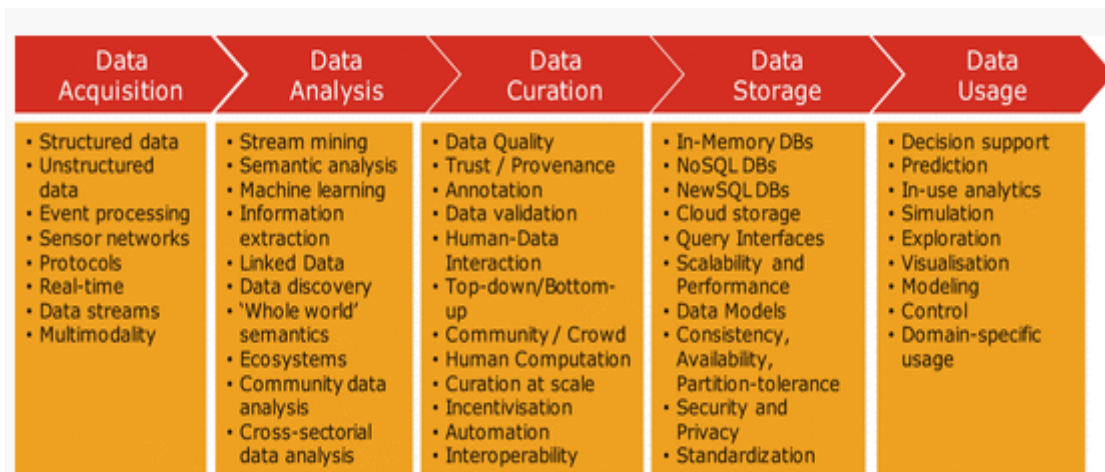 Data
Acquisition
Data
Analysis
Data
Curation
Data
Storage
Data
Usage
• Structured data
• Unstructured
data
• Event processing
• Sensor networks
• Protocols
• Real-time
• Data streams
• Multimodality
• Stream mining
• Semantic analysis
• Machine learning
• Information
extraction
• Linked Data
• Data discovery
• ‘Whole world’
semantics
• Ecosystems
• Community data
analysis
• Cross-sectorial
data analysis
• Data Quality
• Trust / Provenance
• Annotation
• Data validation
• Human-Data
Interaction
• Top-down/Bottom-
up
• Community / Crowd
• Human Computation
• Curation at scale
• Incentivisation
• Automation
• Interoperability
• In-Memory DBs
• NoSQL DBs
• NewSQL DBs
• Cloud storage
• Query Interfaces
• Scalability and
Performance
• Data Models
• Consistency,
Availability,
Partition-tolerance
• Security and
Privacy
• Standardization
• Decision support
• Prediction
• In-use analytics
• Simulation
• Exploration
• Visualisation
• Modeling
• Control
• Domain-specific
usage